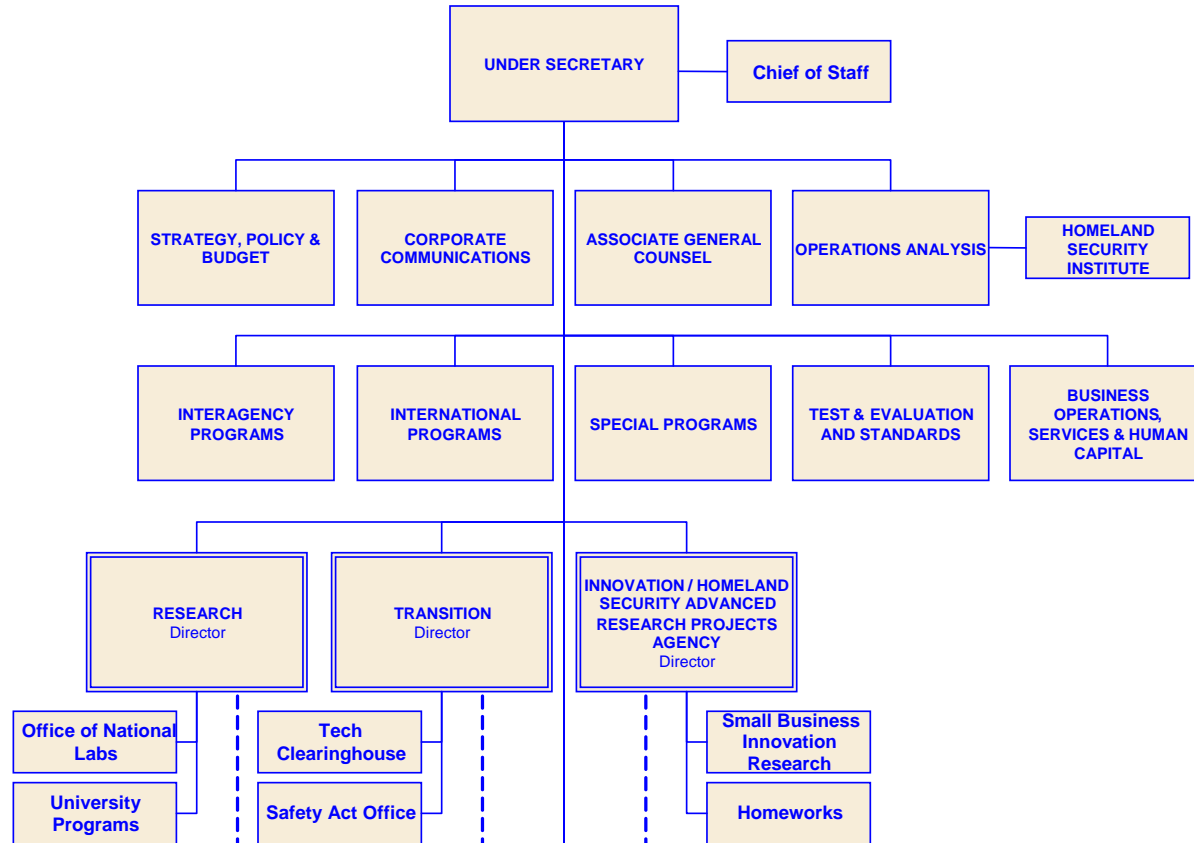 UNDER SECRETARY
Chief of Staff
STRATEGY, POLICY &
BUDGET
CORPORATE
COMMUNICATIONS
ASSOCIATE GENERAL
COUNSEL
OPERATIONS ANALYSIS
HOMELAND
SECURITY
INSTITUTE
INTERAGENCY
PROGRAMS
INTERNATIONAL
PROGRAMS
SPECIAL PROGRAMS
TEST & EVALUATION
AND STANDARDS
BUSINESS
OPERATIONS,
SERVICES & HUMAN
CAPITAL
RESEARCH
Director
TRANSITION
Director
INNOVATION / HOMELAND
SECURITY ADVANCED
RESEARCH PROJECTS
AGENCY
Director
Office of National
Labs
Tech
Clearinghouse
Small Business
Innovation
Research
University
Programs
Safety Act Office
Homeworks